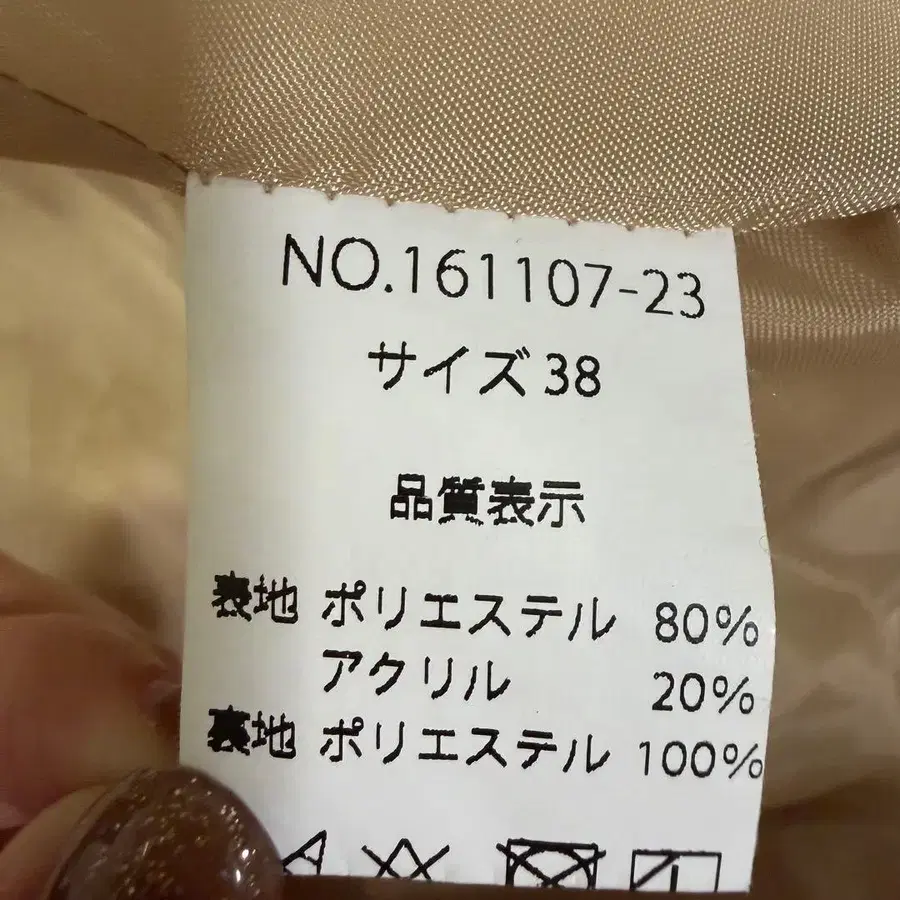 NO.161107-23
サイズ38
品質表示
表地 ポリエステル 80%
アクリル 20%
裏地 ポリエステル 100%